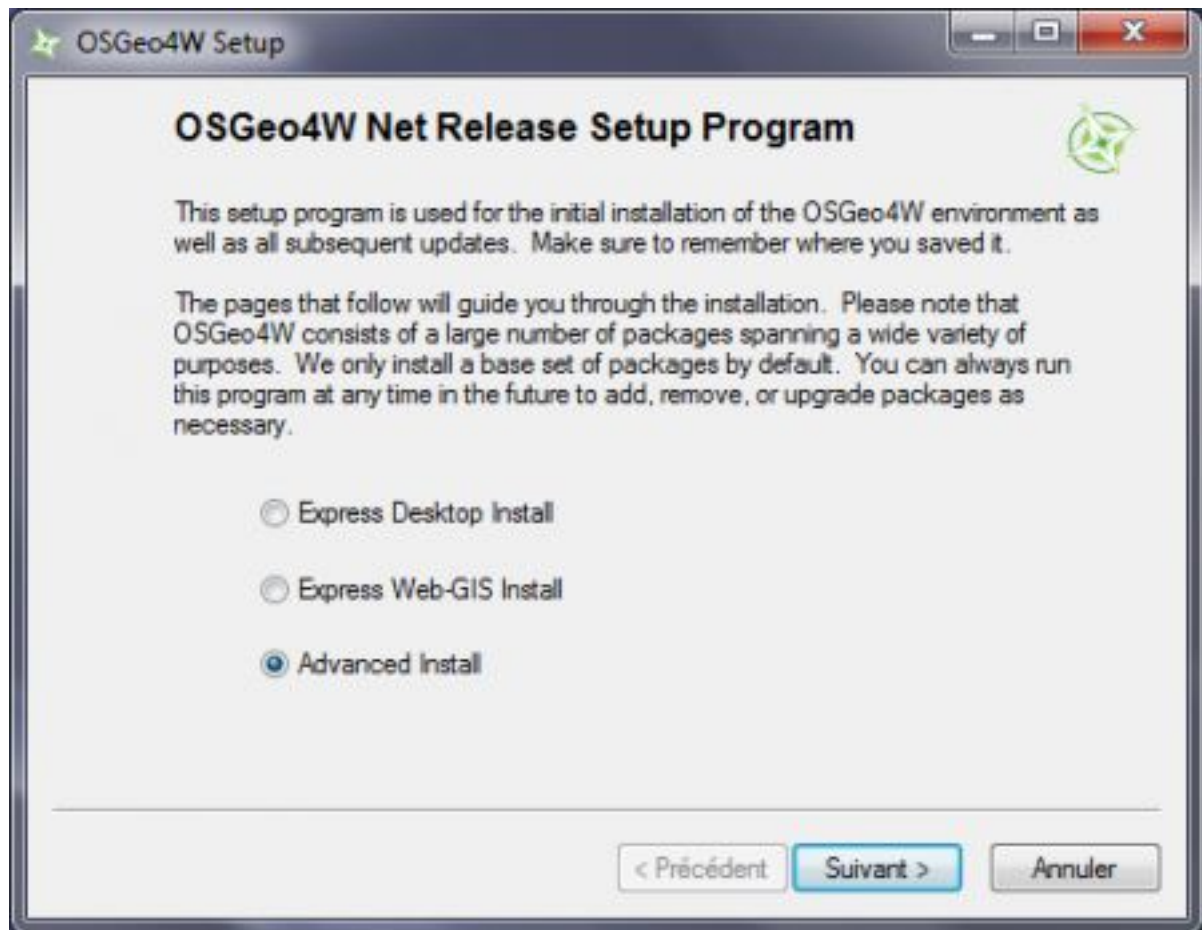 OSGeo4W Setup
OSGeo4W Net Release Setup Program
This setup program is used for the initial installation of the OSGeo4W environment as
well as all subsequent updates.  Make sure to remember where you saved it.
The pages that follow will guide you through the installation.  Please note that
OSGeo4W consists of a large number of packages spanning a wide variety of
purposes.  We only install a base set of packages by default.  You can always run
this program at any time in the future to add, remove, or upgrade packages as
necessary.
Express Desktop Install
Express Web-GIS Install
Advanced Install
< Précédent
Suivant >
Annuler